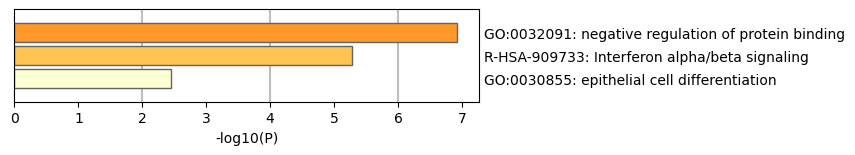 GO:0032091: negative regulation of protein binding
R-HSA-909733: Interferon alpha/beta signaling
GO:0030855: epithelial cell differentiation
0 1 2 3 4 5 6 7
-log10(P)